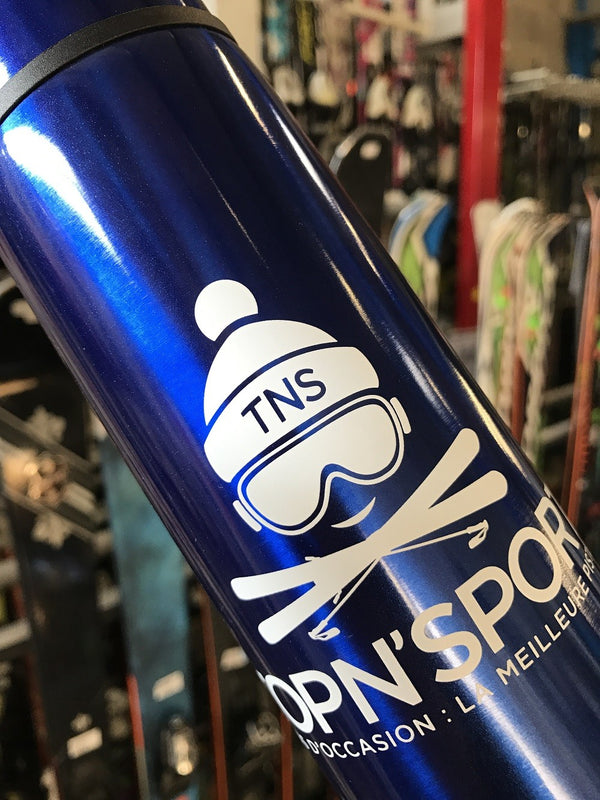 TNS
OPN'SPOR
D'OCCASION : LA MEILLEURE